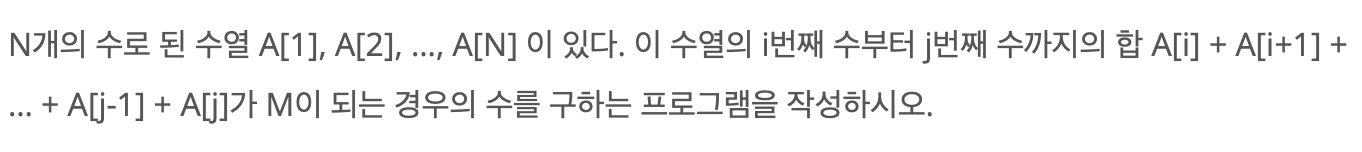 N개의 수로 된 수열 A[1], A[2], …, A[N] 이 있다. 이 수열의 i번째 수부터 j번째 수까지의 합 A[i] + A[i+1] +
… + A[j-1] + A[j]가 M이 되는 경우의 수를 구하는 프로그램을 작성하시오.